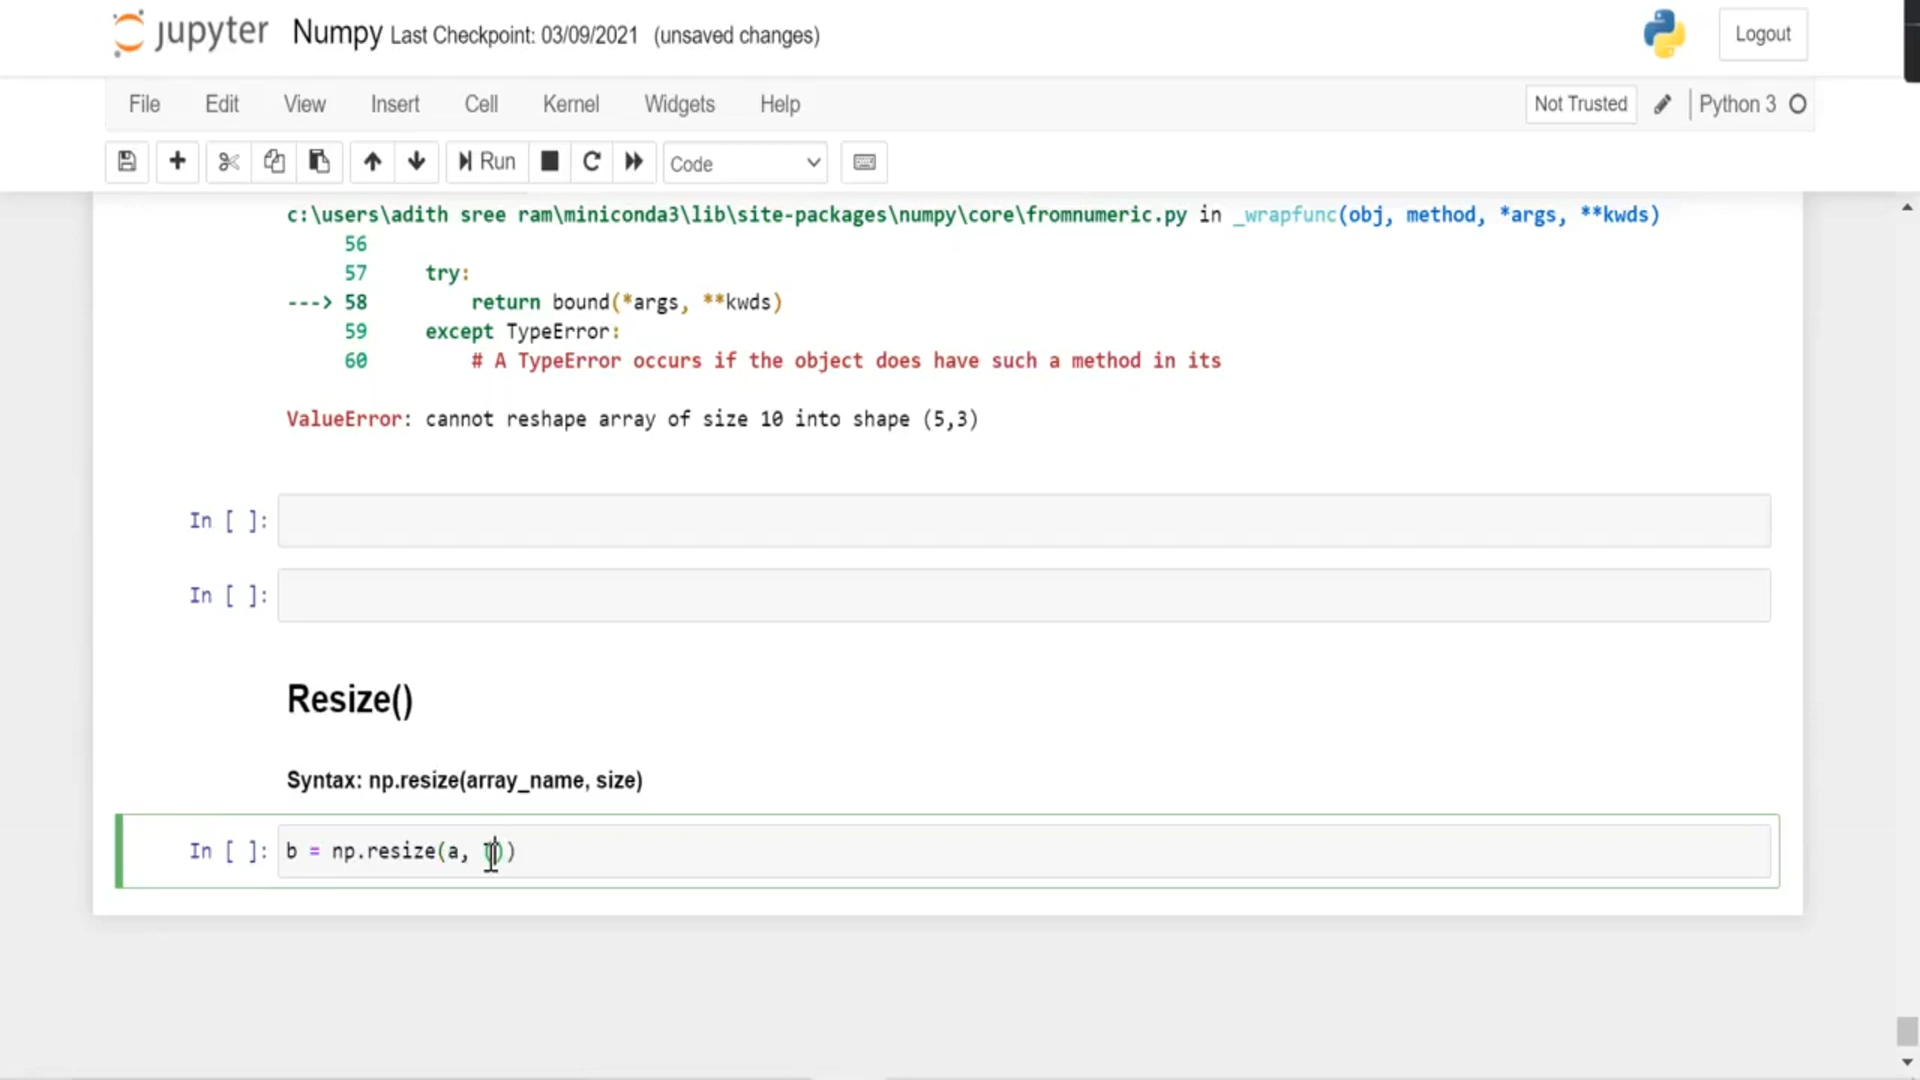 jupyter Numpy Last Checkpoint: 03/09/2021 (unsaved changes) Logout
File Edit View Insert Cell Kernel Widgets Help Not Trusted Python 3
Run Code
c:\users\adith sree ram\miniconda3\lib\site-packages\numpy\core\fromnumeric.py in _wrapfunc(obj, method, *args, **kwds)
56
57 try:
---> 58 return bound(*args, **kwds)
59 except TypeError:
60 # A TypeError occurs if the object does have such a method in its
ValueError: cannot reshape array of size 10 into shape (5,3)
In [ ]:
In [ ]:
Resize()
Syntax: np.resize(array_name, size)
In [ ]: b = np.resize(a, ())